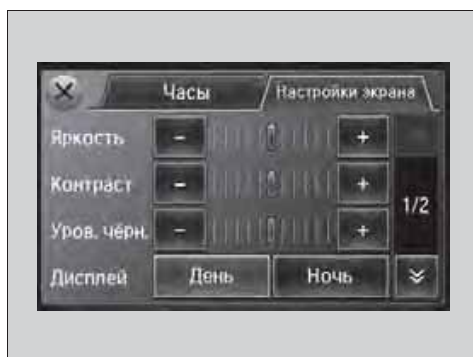 Часы Настройки экрана
Яркость - +
Контраст - +
1/2
Уров. чёрн. - +
Дисплей День Ночь